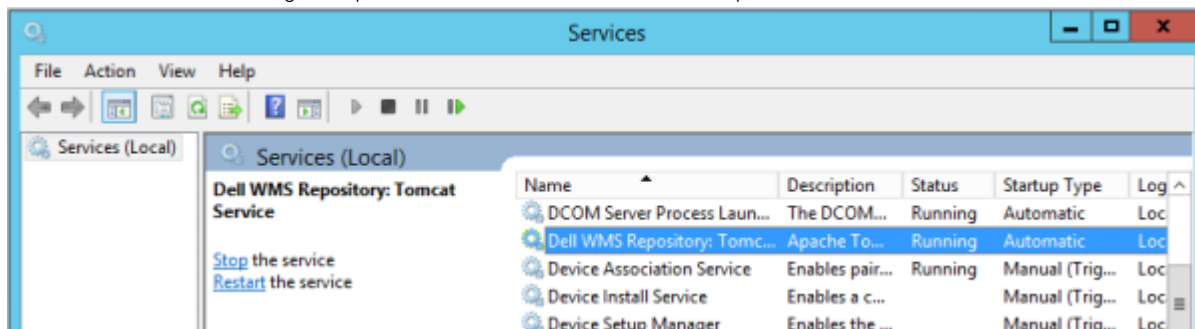 Services
File Action View Help
Services (Local)
Services (Local)
Dell WMS Repository: Tomcat
Service
Stop the service
Restart the service
Name Description Status Startup Type Log
DCOM Server Process Laun... The DCOM... Running Automatic Loc
Dell WMS Repository: Tomc... Apache To... Running Automatic Loc
Device Association Service Enables pair... Running Manual (Trig... Loc
Device Install Service Enables a c... Manual (Trig... Loc
Device Setup Manager Enables the ... Manual (Trig... Loc